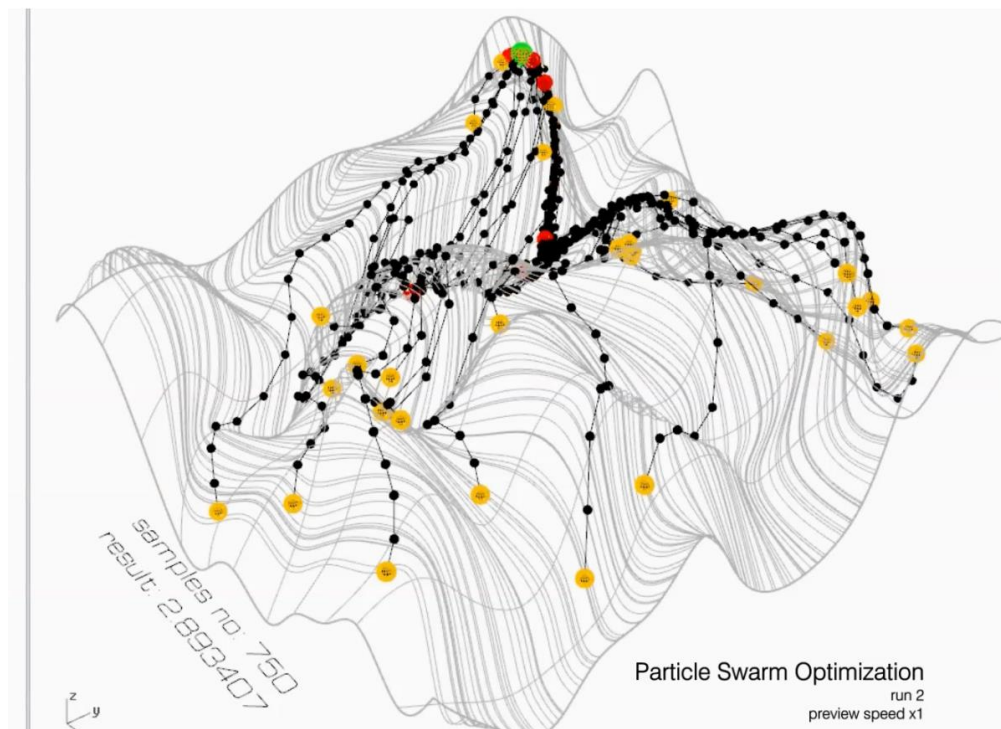 samples no: 750
result: 2.893407
Particle Swarm Optimization
run 2
preview speed x1
z
y